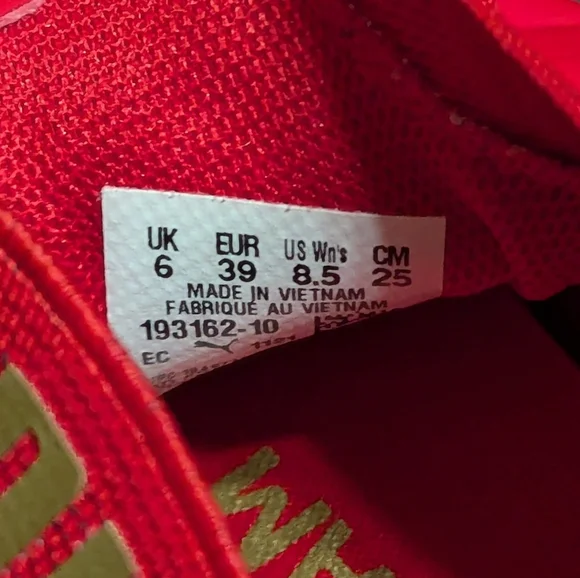 UK EUR US Wn's CM
6 39 8.5 25
MADE IN VIETNAM
FABRIQUÉ AU VIETNAM
193162-10
EC 1121